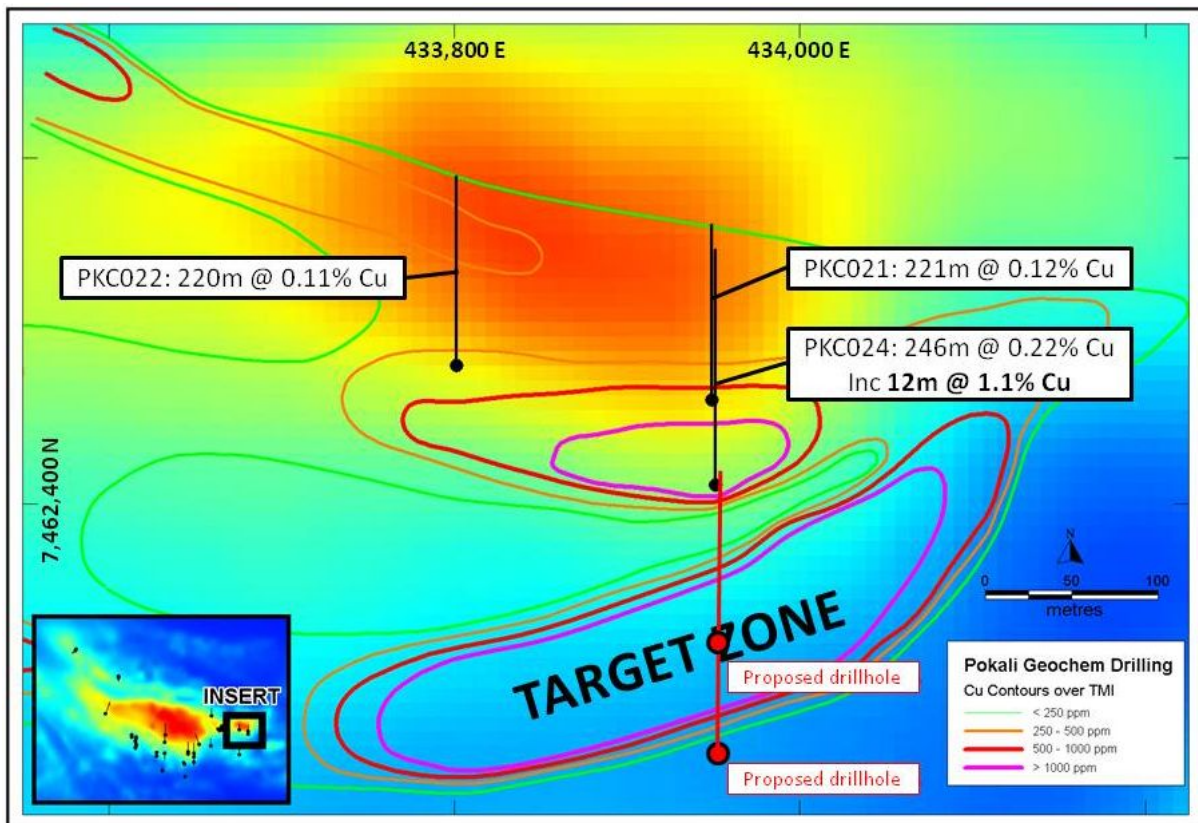 433,800 E
434,000 E
PKC022: 220m @ 0.11% Cu
PKC021: 221m @ 0.12% Cu
PKC024: 246m @ 0.22% Cu
Inc 12m @ 1.1% Cu
7,462,400 N
N
0 50 100
metres
TARGET ZONE
Proposed drillhole
Proposed drillhole
INSERT
Pokali Geochem Drilling
Cu Contours over TMI
< 250 ppm
250 - 500 ppm
500 - 1000 ppm
> 1000 ppm